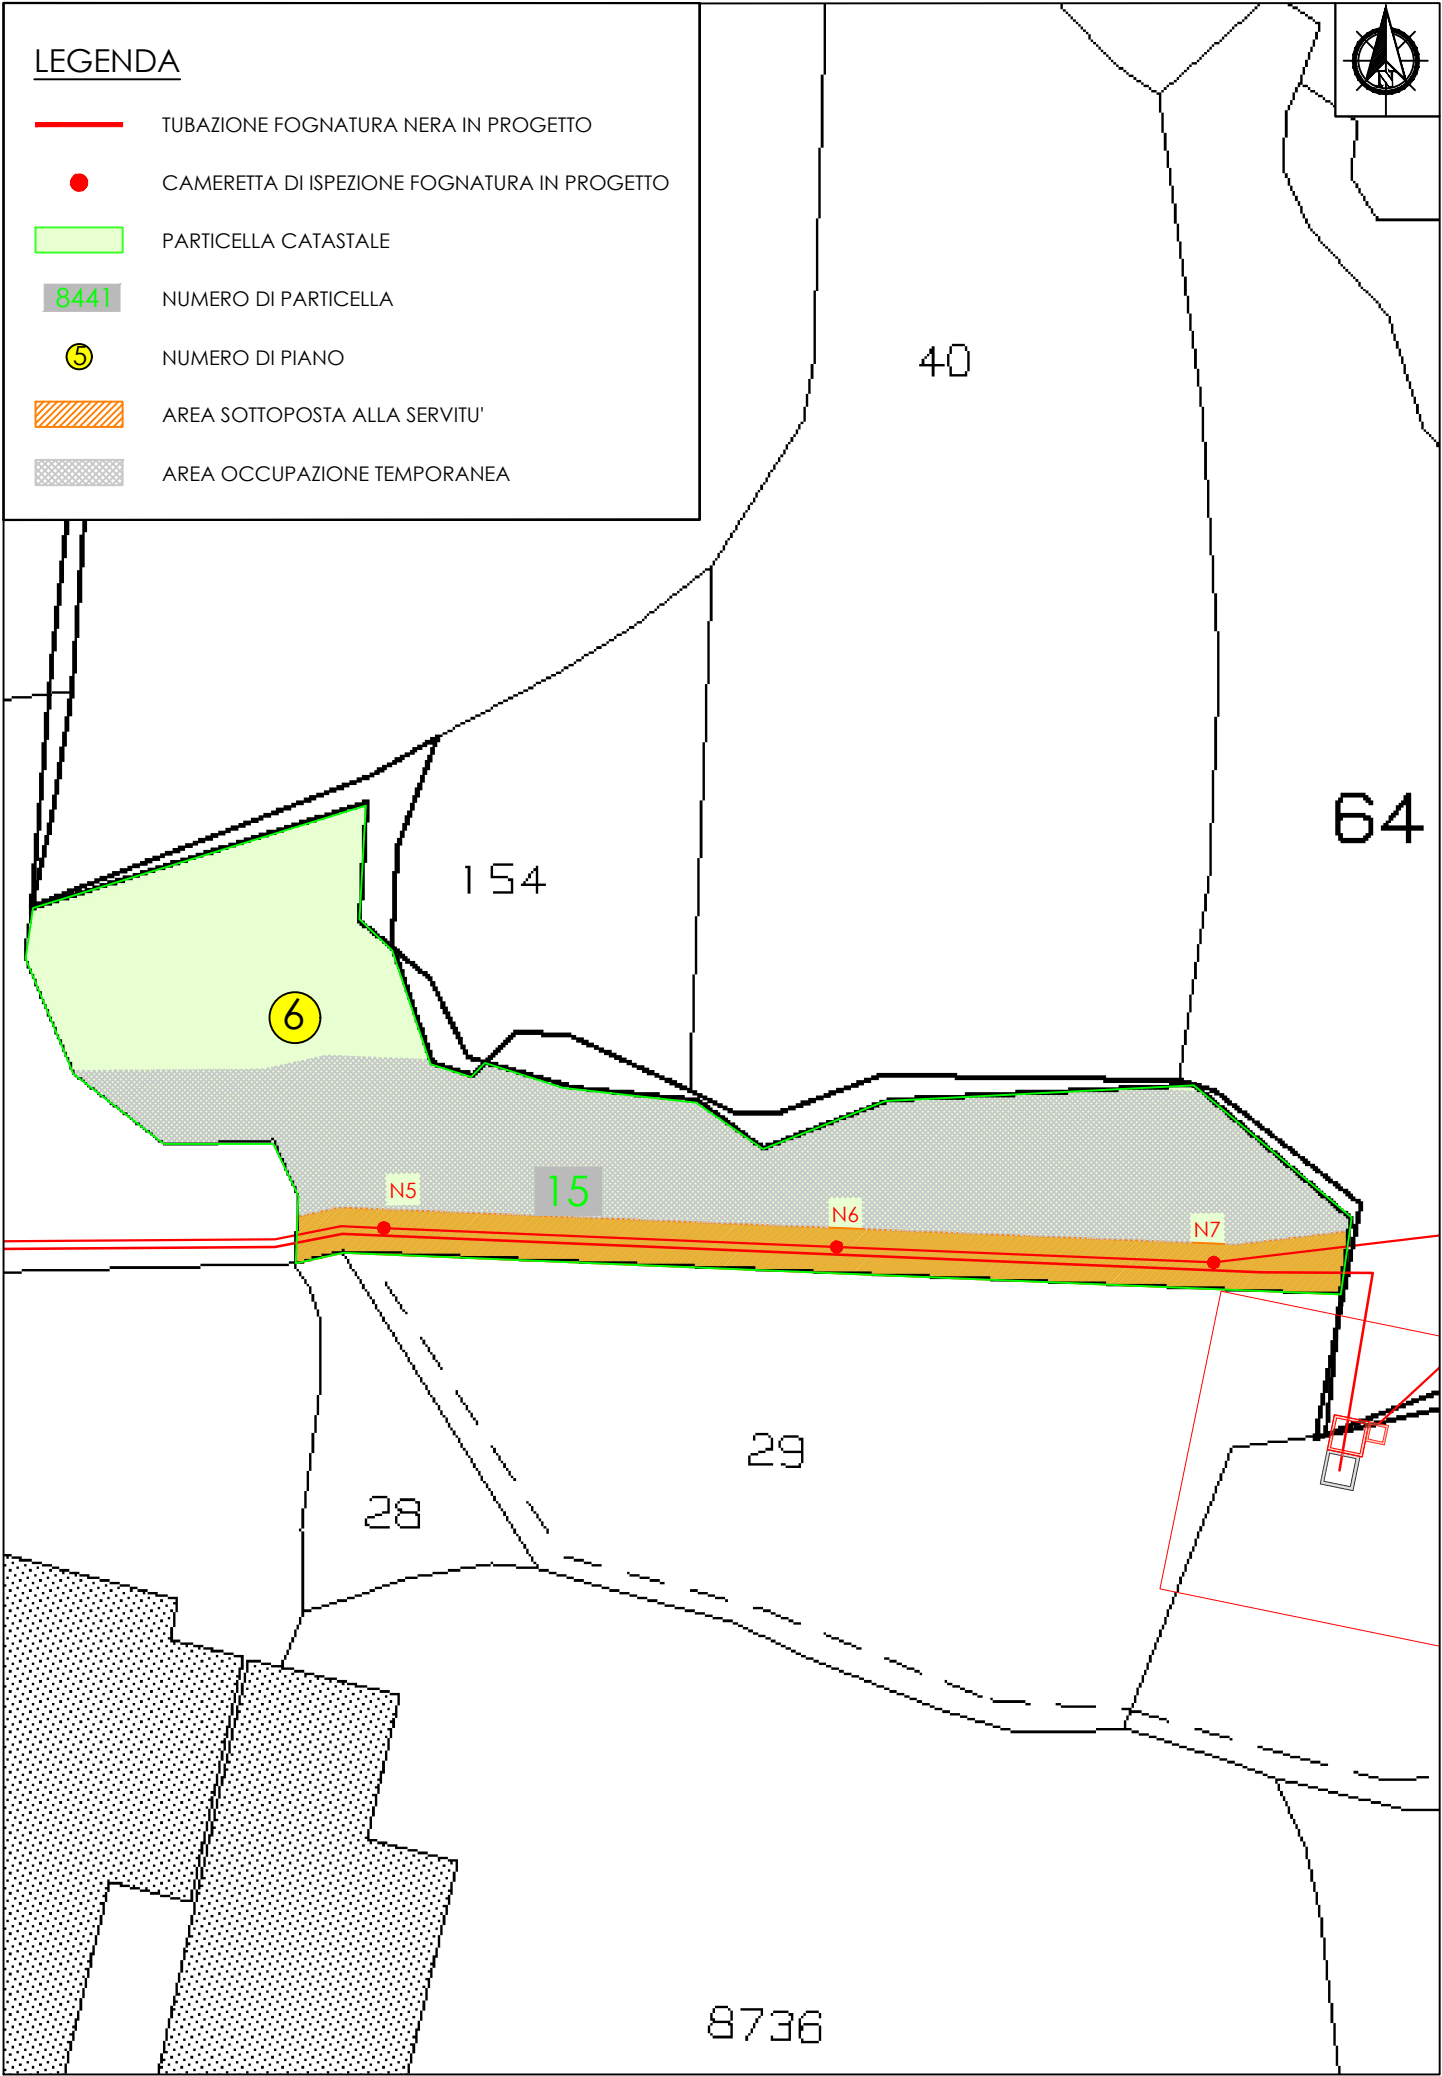 LEGENDA
TUBAZIONE FOGNATURA NERA IN PROGETTO
CAMERETTA DI ISPEZIONE FOGNATURA IN PROGETTO
PARTICELLA CATASTALE
8441 NUMERO DI PARTICELLA
5 NUMERO DI PIANO
AREA SOTTOPOSTA ALLA SERVITU'
AREA OCCUPAZIONE TEMPORANEA
N
40
64
154
6
N5
15
N6
N7
29
28
8736